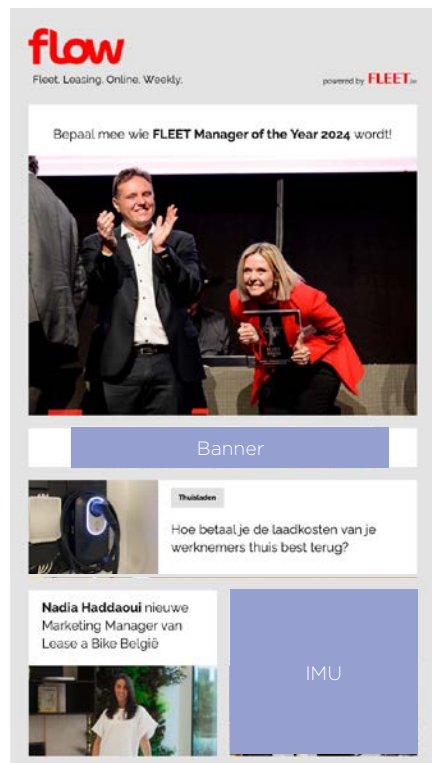 flow
Fleet. Leasing. Online. Weekly.
powered by FLEET.be
Bepaal mee wie FLEET Manager of the Year 2024 wordt!
Banner
Thuisladen
Hoe betaal je de laadkosten van je
werknemers thuis best terug?
Nadia Haddaoui nieuwe
Marketing Manager van
Lease a Bike België
IMU